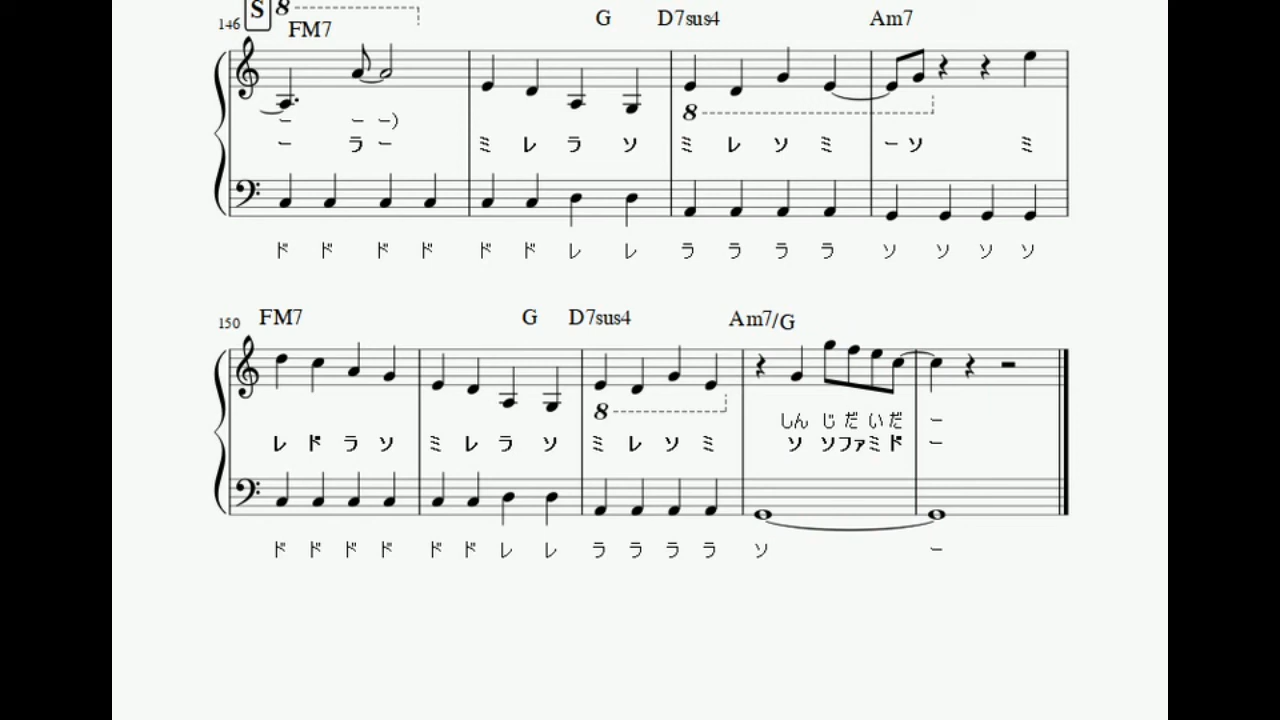 S 8
146 FM7 G D7sus4 Am7
8
ー ー ー)
ー ラ ー ミ レ ラ ソ ミ レ ソ ミ ー ソ ミ
ド ド ド ド ド ド レ レ ラ ラ ラ ラ ソ ソ ソ ソ
150 FM7 G D7sus4 Am7/G
8
しん じ だ い だ ー
レ ド ラ ソ ミ レ ラ ソ ミ レ ソ ミ ソ ソ ファ ミ ド ー
ド ド ド ド ド ド レ レ ラ ラ ラ ラ ソ ー